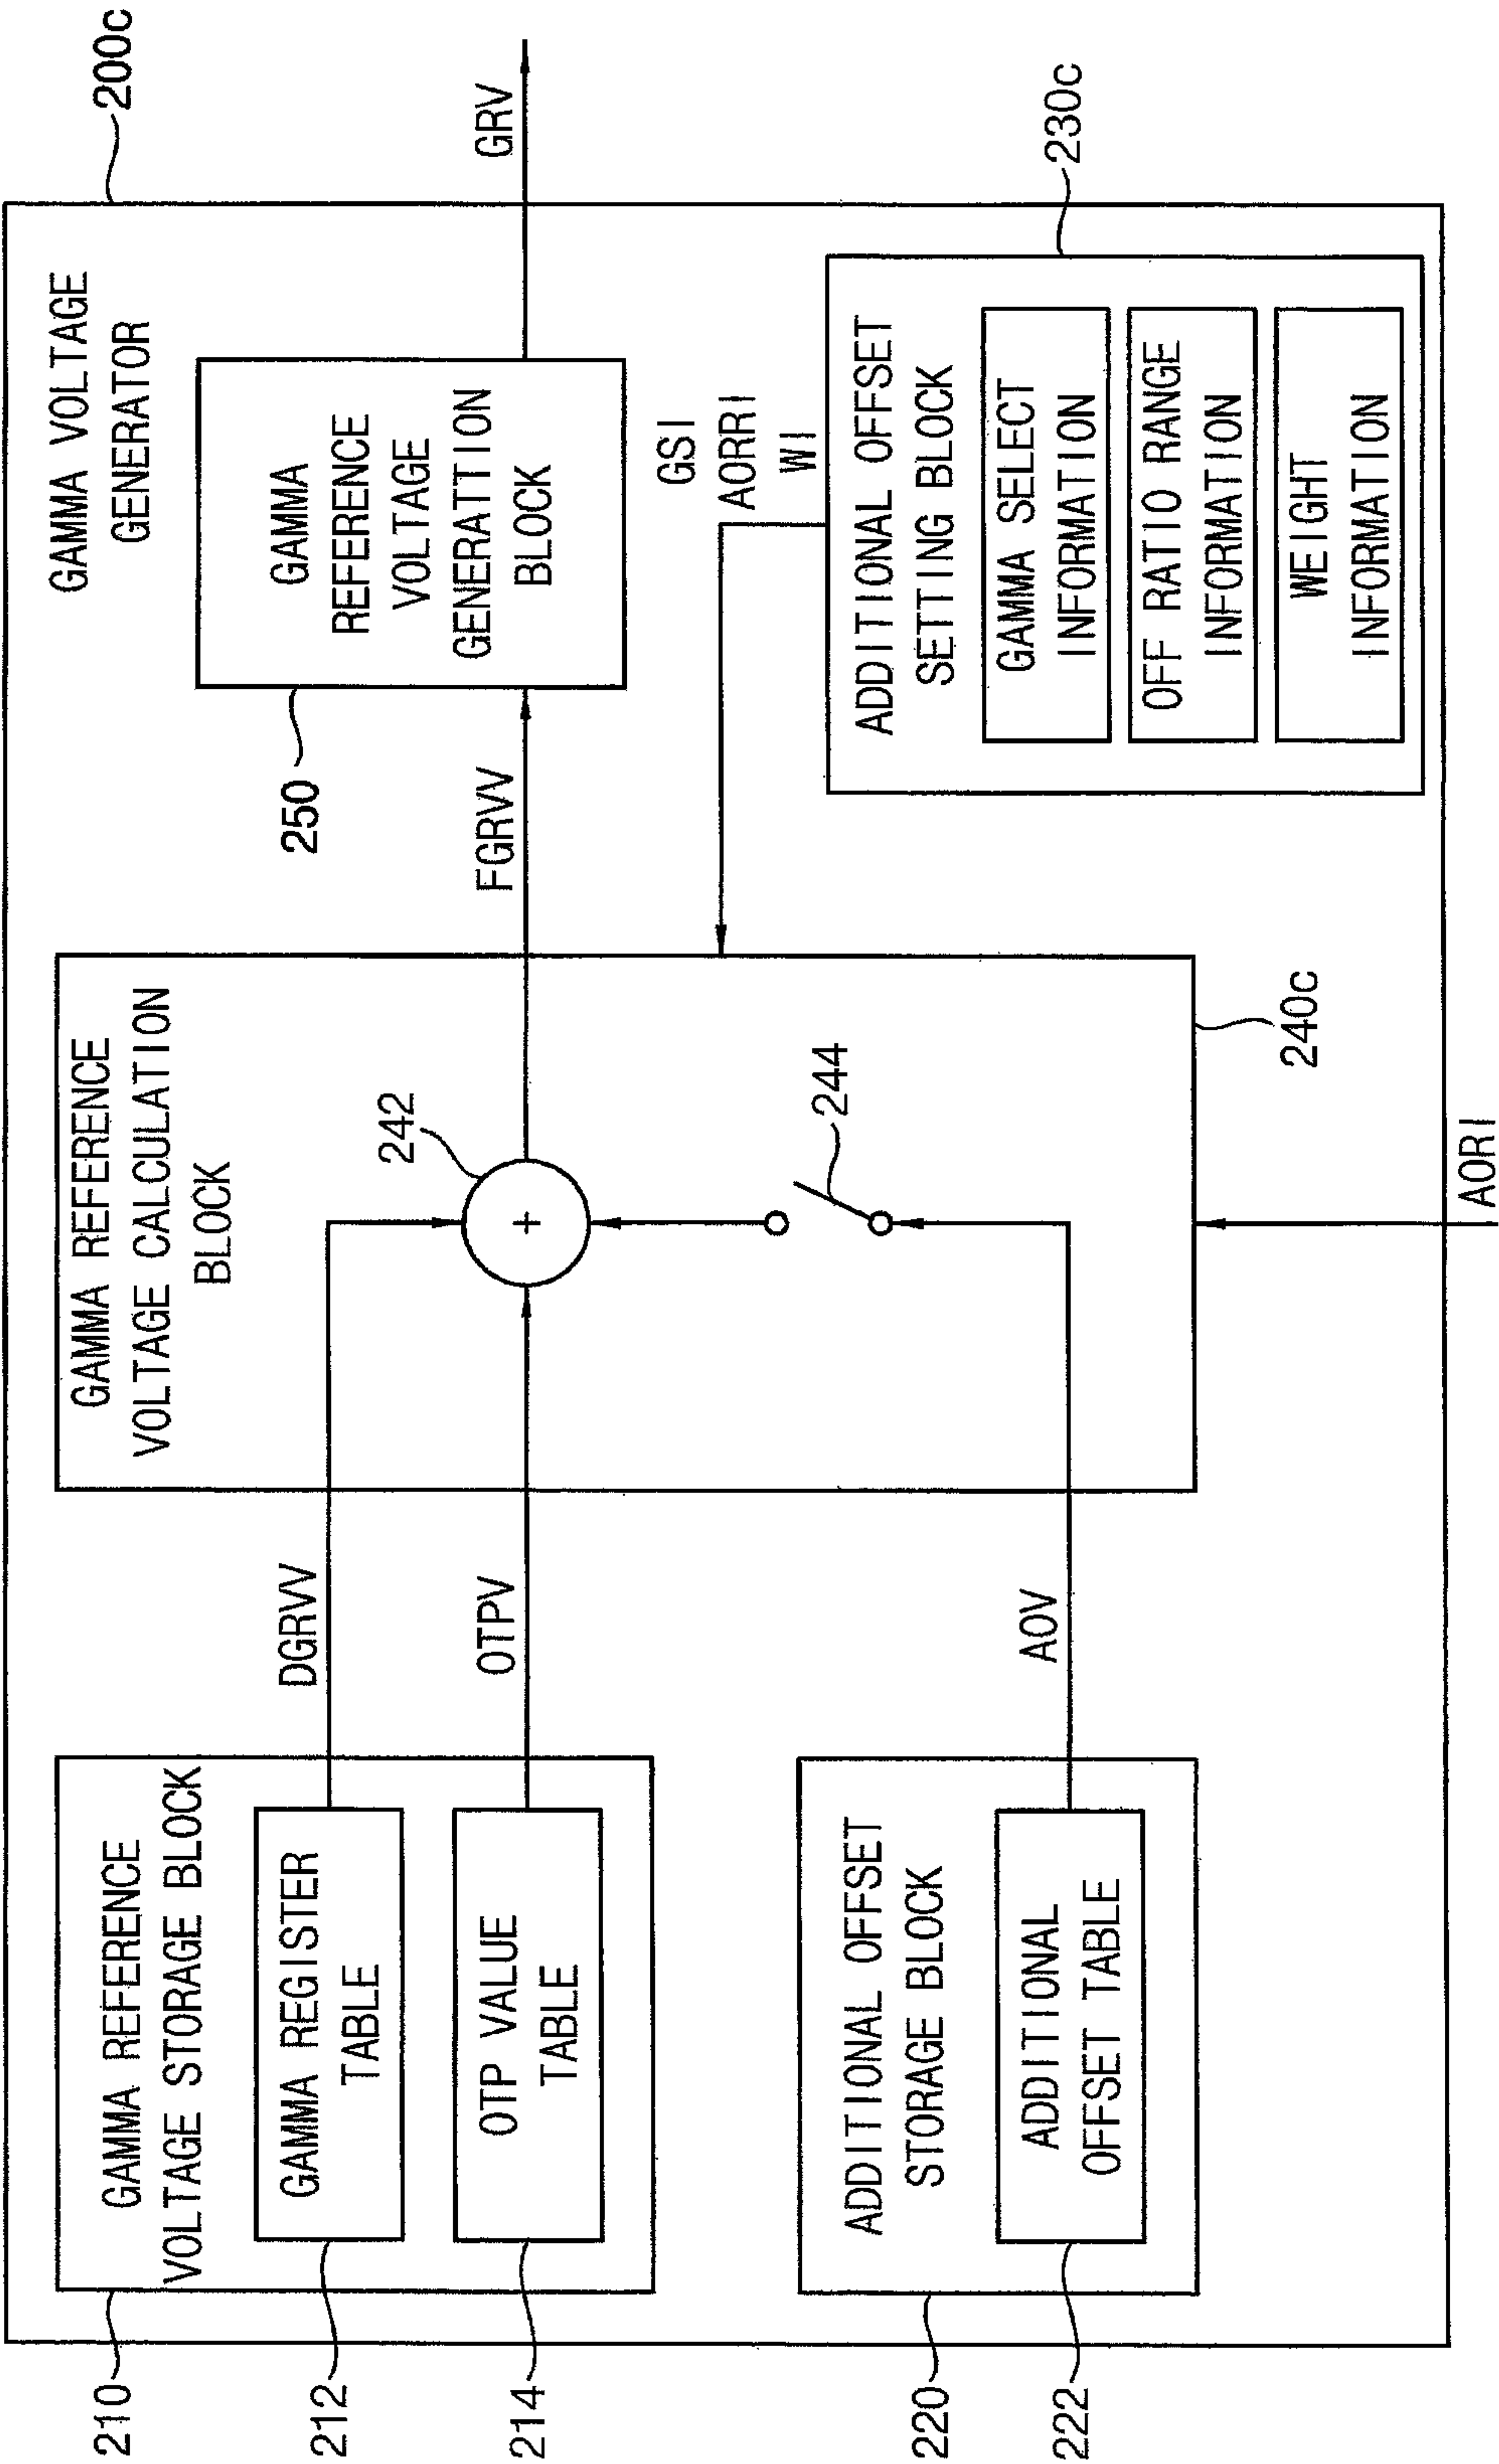 GAMMA VOLTAGE
GENERATOR
200c
210
GAMMA REFERENCE
VOLTAGE STORAGE BLOCK
212
GAMMA REGISTER
TABLE
214
OTP VALUE
TABLE
DGRVV
OTPV
220
ADDITIONAL OFFSET
STORAGE BLOCK
222
ADDITIONAL
OFFSET TABLE
AOV
GAMMA REFERENCE
VOLTAGE CALCULATION
BLOCK
242
+
244
240c
AORI
FGRVV
250
GAMMA
REFERENCE
VOLTAGE
GENERATION
BLOCK
GRV
GSI
AORRI
WI
230c
ADDITIONAL OFFSET
SETTING BLOCK
GAMMA SELECT
INFORMATION
OFF RATIO RANGE
INFORMATION
WEIGHT
INFORMATION